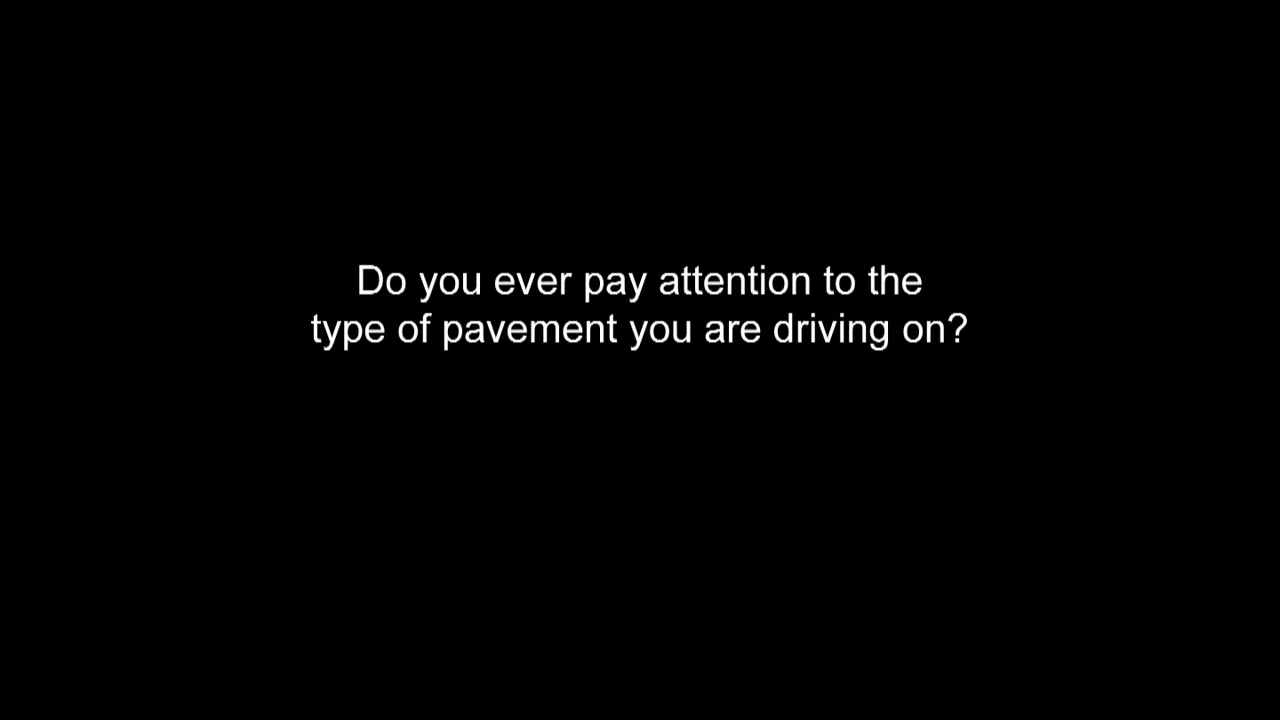 Do you ever pay attention to the
type of pavement you are driving on?